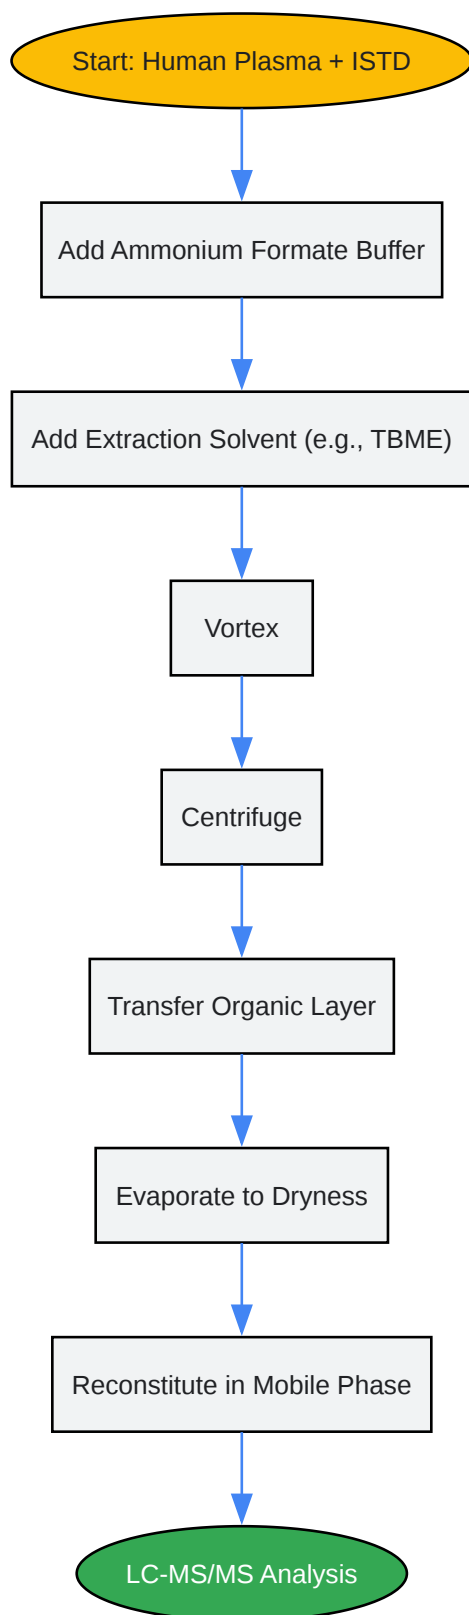 Start: Human Plasma + ISTD
Add Ammonium Formate Buffer
Add Extraction Solvent (e.g., TBME)
Vortex
Centrifuge
Transfer Organic Layer
Evaporate to Dryness
Reconstitute in Mobile Phase
LC-MS/MS Analysis